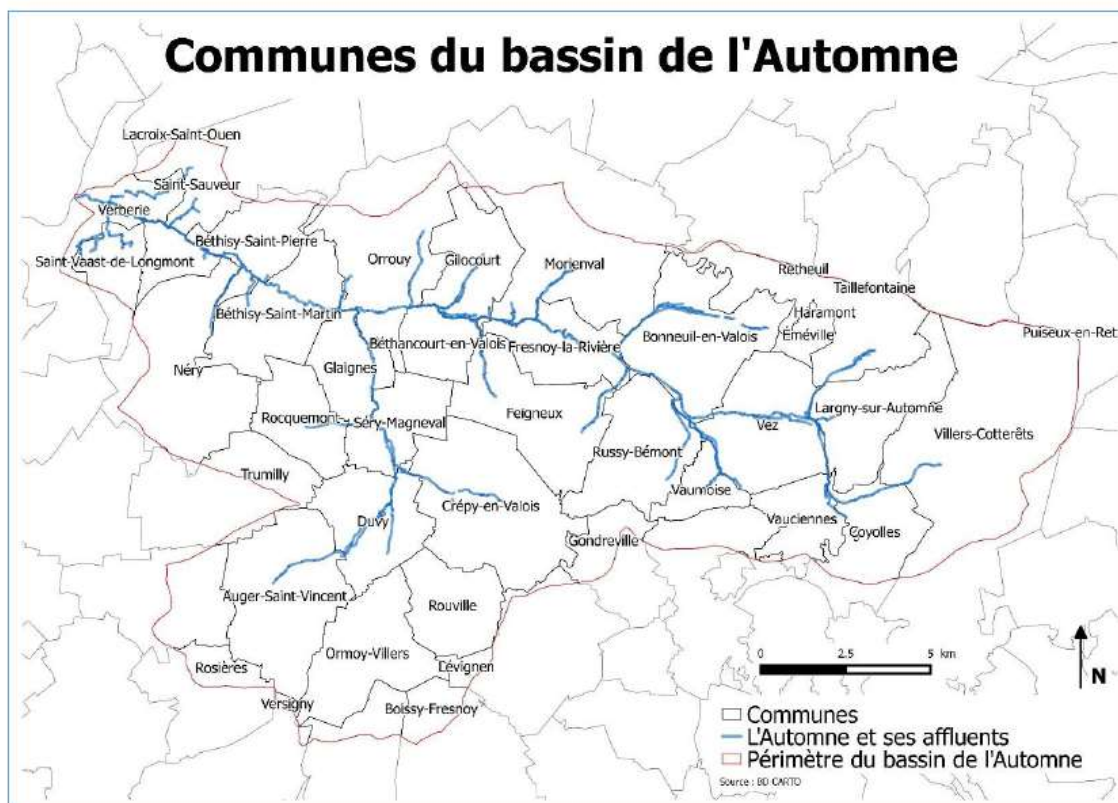 Communes du bassin de l'Automne
Lacroix-Saint-Ouen
Saint-Sauveur
Verberie
Béthisy-Saint-Pierre
Saint-Vaast-de-Longmont
Orrouy
Gilocourt
Morienval
Retheuil
Taillefontaine
Haramont
Éméville
Puiseux-en-Ret
Béthisy-Saint-Martin
Béthancourt-en-Valois
Fresnoy-la-Rivière
Bonneuil-en-Valois
Néry
Glaignes
Rocquemont
Séry-Magneval
Feigneux
Largny-sur-Automne
Vez
Villers-Cotterêts
Russy-Bémont
Trumilly
Vaumoise
Crépy-en-Valois
Duvy
Vauciennes
Coyolles
Gondreville
Auger-Saint-Vincent
Rouville
Ormoy-Villers
Lévignen
Rosières
Versigny
Boissy-Fresnoy
0 2.5 5 km
N
Communes
L'Automne et ses affluents
Périmètre du bassin de l'Automne
Source : BD CARTO